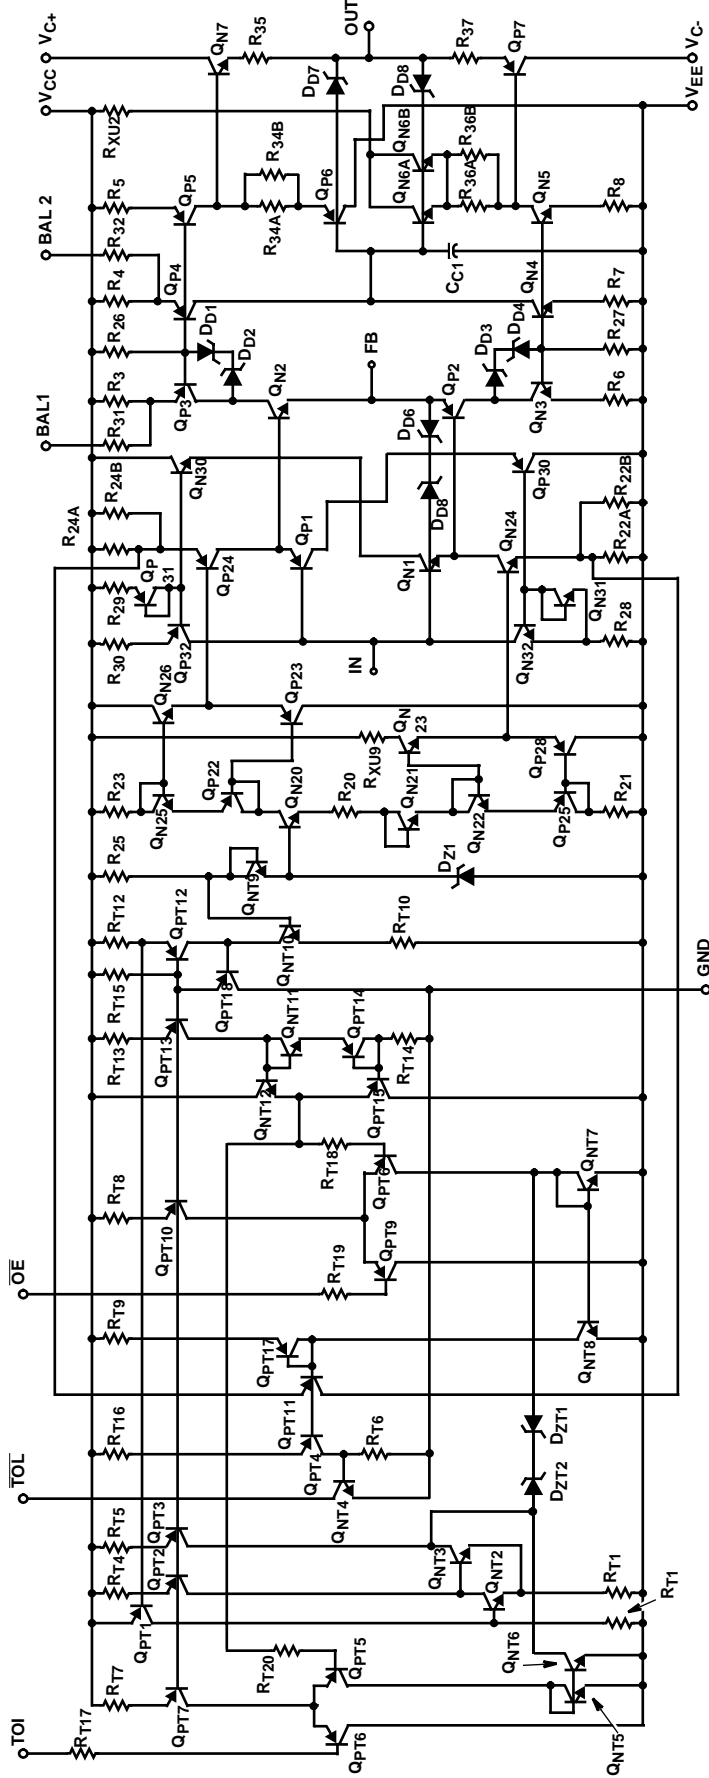 VC+
VCC
BAL 2
BAL1
OE
TOL
TOI
OUT
VC-
VEE
FB
IN
GND
QN7
R35
DD7
DD8
R37
QP7
RXU2
R5
QP5
R34B
R34A
QP6
QN6B
QN6A
R36B
R36A
QN5
R8
R32
R4
QP4
CC1
QN4
R7
R26
DD1
DD2
DD3
DD4
R27
R3
R31
QP3
QN2
DD6
QP2
QN3
R6
R24B
R24A
QN30
QP30
R22B
R22A
QP
31
R29
QP24
QP1
DD8
QN1
QN24
QN31
R30
QP32
QN32
R28
QN26
QP23
RXU9
QN
23
QP28
R23
QN25
QP22
QN20
R20
QN21
QN22
QP25
R21
R25
QNT9
DZ1
RT12
QPT12
QNT10
RT10
RT15
QPT18
RT13
QPT13
QNT11
QPT14
RT14
QNT12
QPT15
RT18
QPT6
QNT7
RT8
QPT10
QPT9
RT19
RT9
QPT17
QNT8
QPT11
RT16
QPT4
RT6
QNT4
DZT1
DZT2
RT5
QPT3
RT4
QPT2
QNT3
QNT2
RT1
RT1
QPT1
RT7
QPT7
RT20
QPT5
QNT6
RT17
QPT6
QNT5